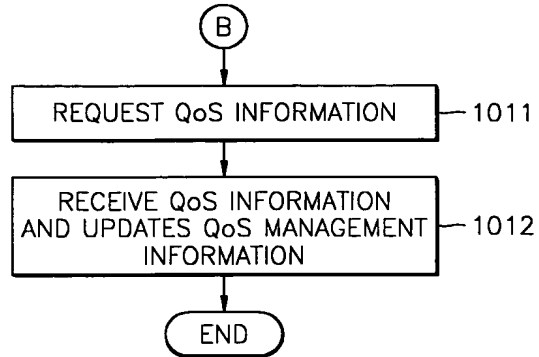 B
REQUEST QoS INFORMATION
1011
RECEIVE QoS INFORMATION
AND UPDATES QoS MANAGEMENT
INFORMATION
1012
END